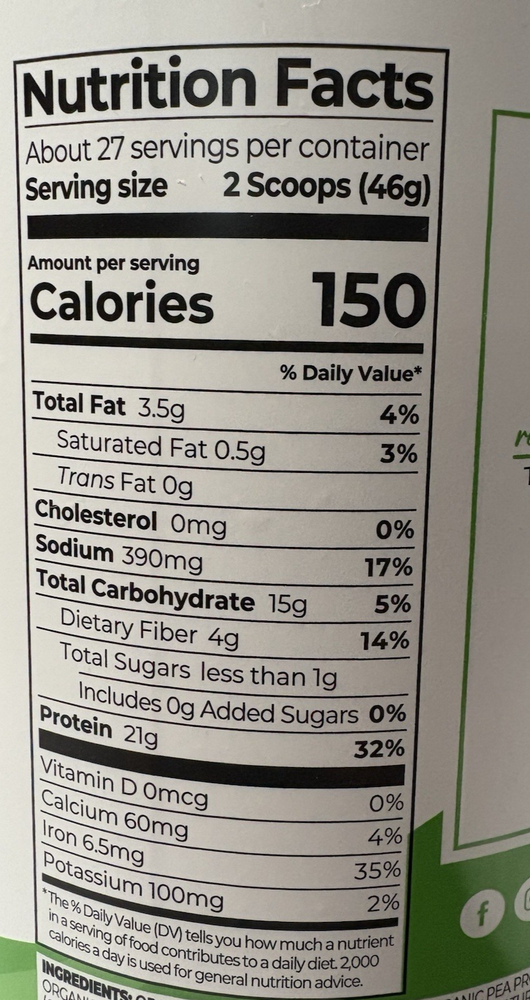 Nutrition Facts
About 27 servings per container
Serving size 2 Scoops (46g)
Amount per serving
Calories 150
% Daily Value*
Total Fat 3.5g 4%
Saturated Fat 0.5g 3%
Trans Fat 0g
Cholesterol 0mg 0%
Sodium 390mg 17%
Total Carbohydrate 15g 5%
Dietary Fiber 4g 14%
Total Sugars less than 1g
Includes 0g Added Sugars 0%
Protein 21g 32%
Vitamin D 0mcg 0%
Calcium 60mg 4%
Iron 6.5mg 35%
Potassium 100mg 2%
*The % Daily Value (DV) tells you how much a nutrient
in a serving of food contributes to a daily diet. 2,000
calories a day is used for general nutrition advice.
INGREDIENTS:
PEA